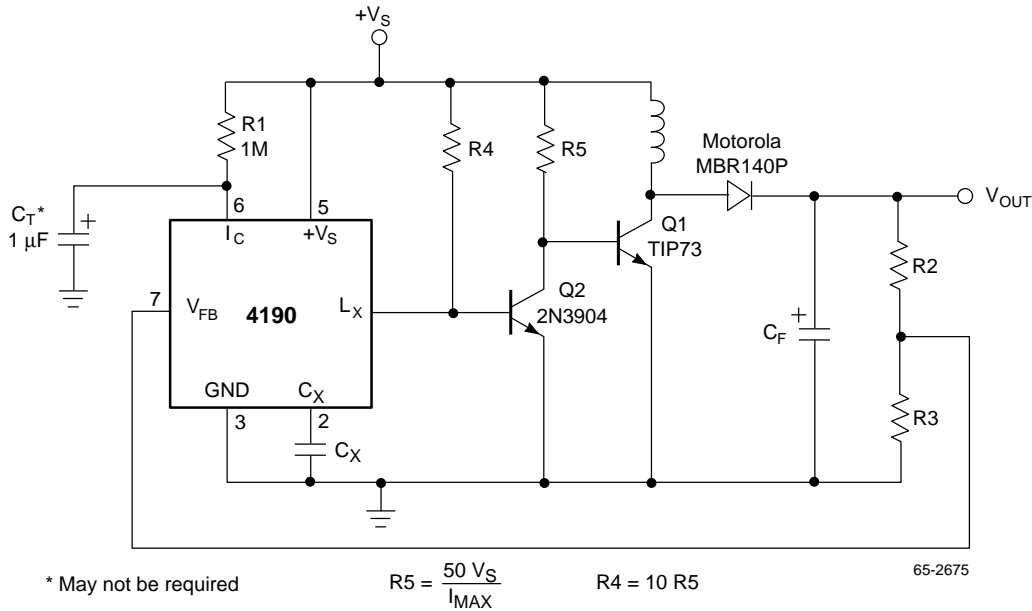 +VS
R1
1M
R4
R5
Motorola
MBR140P
CT*
1 µF
+
6
5
IC
+VS
Q1
TIP73
VOUT
7
VFB
4190
LX
Q2
2N3904
R2
+
CF
GND
CX
3
2
CX
R3
* May not be required
R5 = 50 VS / IMAX
R4 = 10 R5
65-2675